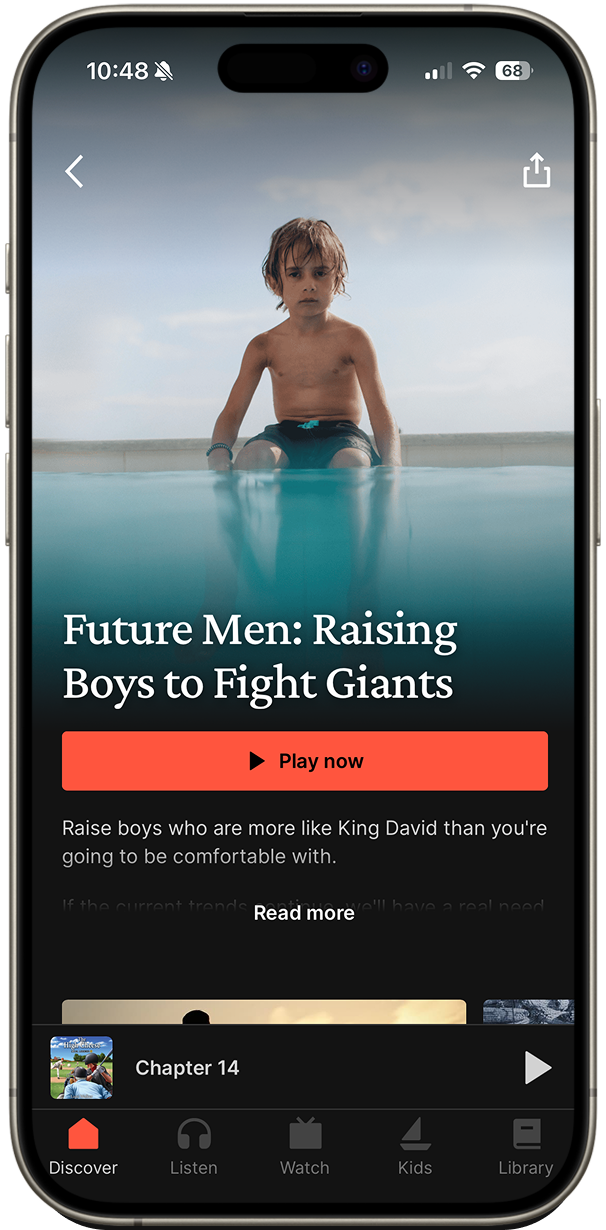 10:48
68
Future Men: Raising
Boys to Fight Giants
Play now
Raise boys who are more like King David than you're
going to be comfortable with.
If the current trends continue, we'll have a real need
Read more
Chapter 14
Discover
Listen
Watch
Kids
Library